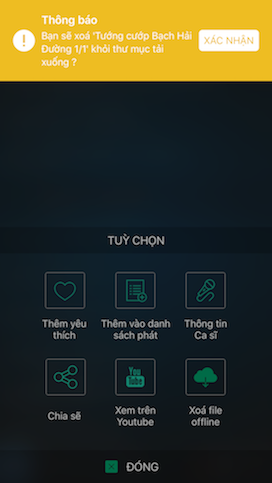 Thông báo
Bạn sẽ xoá 'Tướng cướp Bạch Hải
Đường 1/1' khỏi thư mục tải
xuống ?
XÁC NHẬN
TUỲ CHỌN
Thêm yêu
thích
Thêm vào danh
sách phát
Thông tin
Ca sĩ
You
Tube
Chia sẽ
Xem trên
Youtube
Xoá file
offline
ĐÓNG